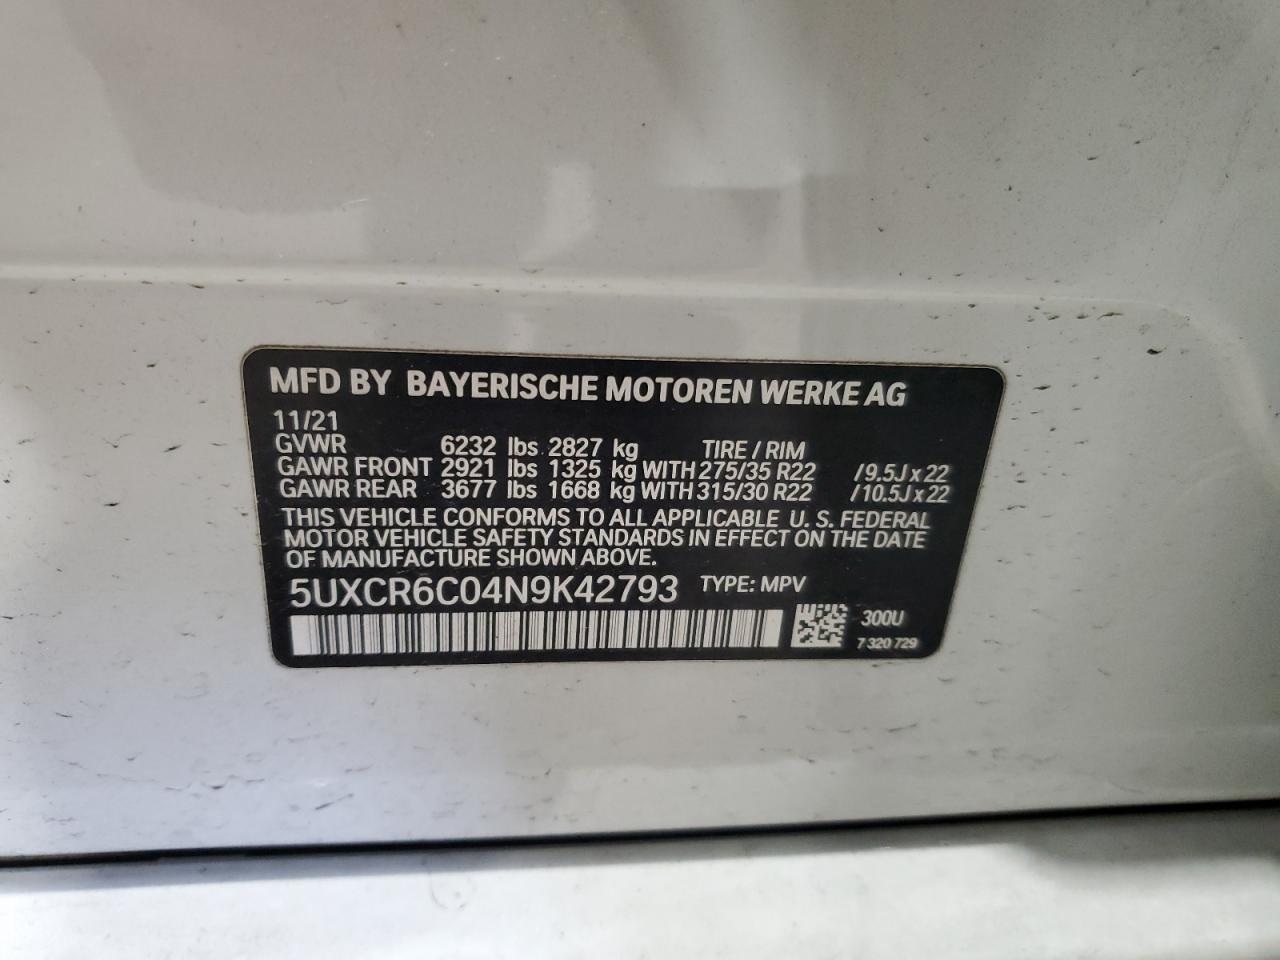 MFD BY BAYERISCHE MOTOREN WERKE AG
11/21
GVWR 6232 lbs 2827 kg TIRE / RIM
GAWR FRONT 2921 lbs 1325 kg WITH 275/35 R22 / 9.5J x 22
GAWR REAR 3677 lbs 1668 kg WITH 315/30 R22 / 10.5J x 22
THIS VEHICLE CONFORMS TO ALL APPLICABLE U. S. FEDERAL
MOTOR VEHICLE SAFETY STANDARDS IN EFFECT ON THE DATE
OF MANUFACTURE SHOWN ABOVE.
5UXCR6C04N9K42793 TYPE: MPV
300U
7 320 729